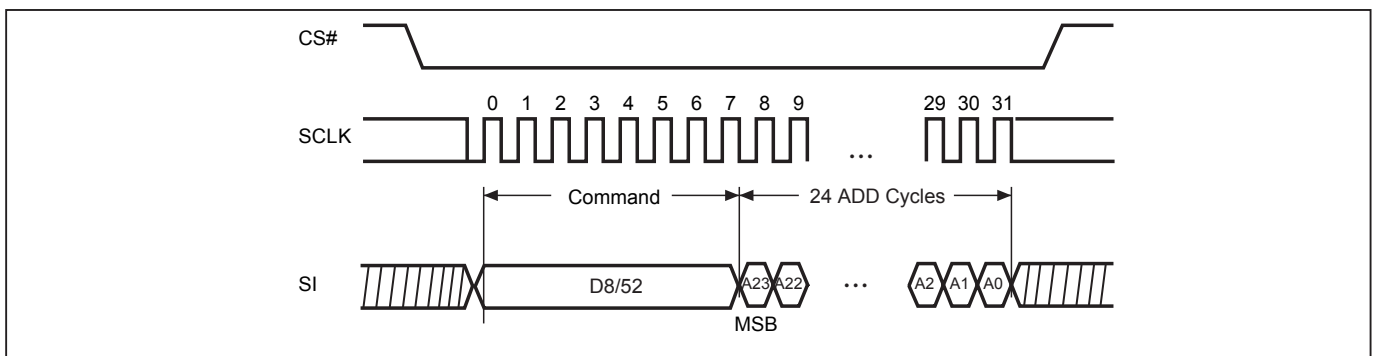 CS#
0 1 2 3 4 5 6 7 8 9 29 30 31
SCLK
...
Command 24 ADD Cycles
SI D8/52 A23 A22 ... A2 A1 A0
MSB